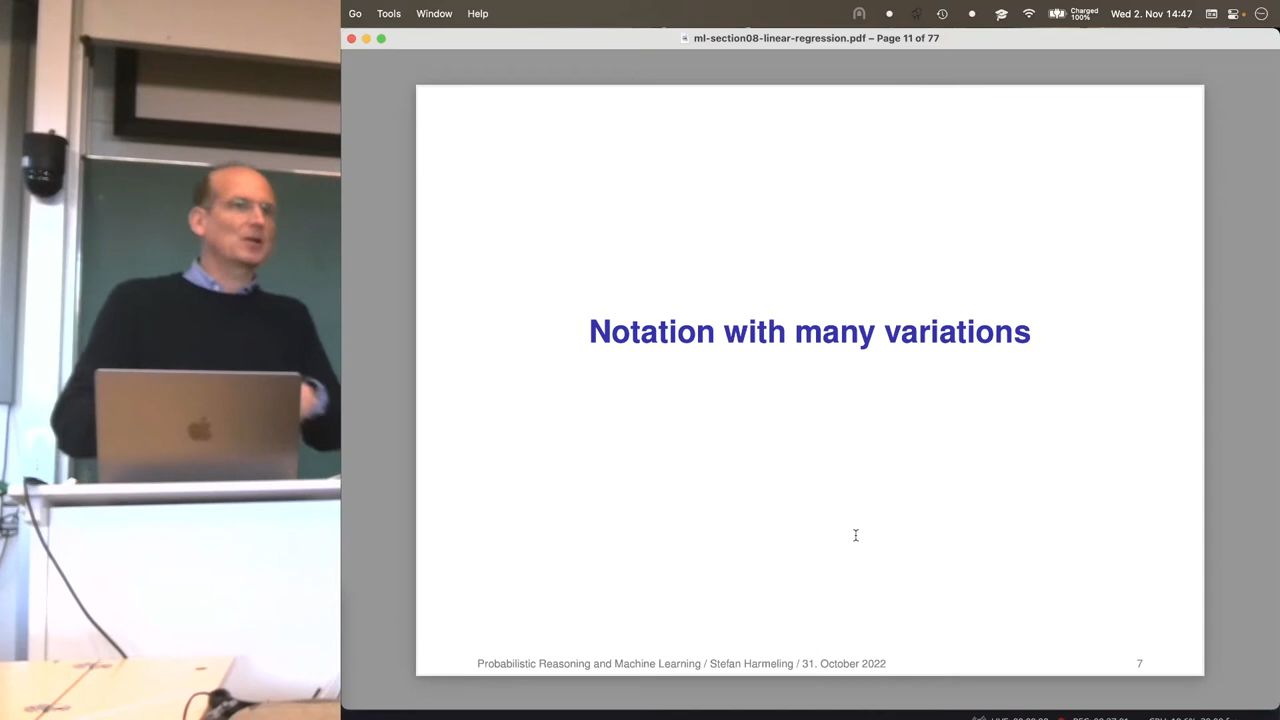 Go Tools Window Help Charged 100% Wed 2. Nov 14:47
ml-section08-linear-regression.pdf – Page 11 of 77
Notation with many variations
Probabilistic Reasoning and Machine Learning / Stefan Harmeling / 31. October 2022 7